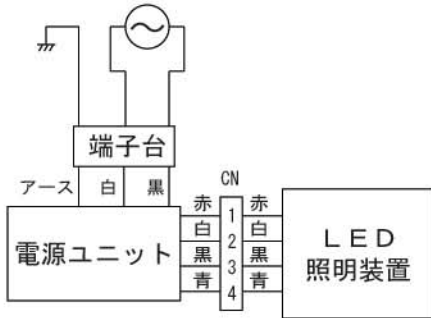 端子台
アース 白 黒
CN
電源ユニット
赤 1 赤
白 2 白
黒 3 黒
青 4 青
LED
照明装置